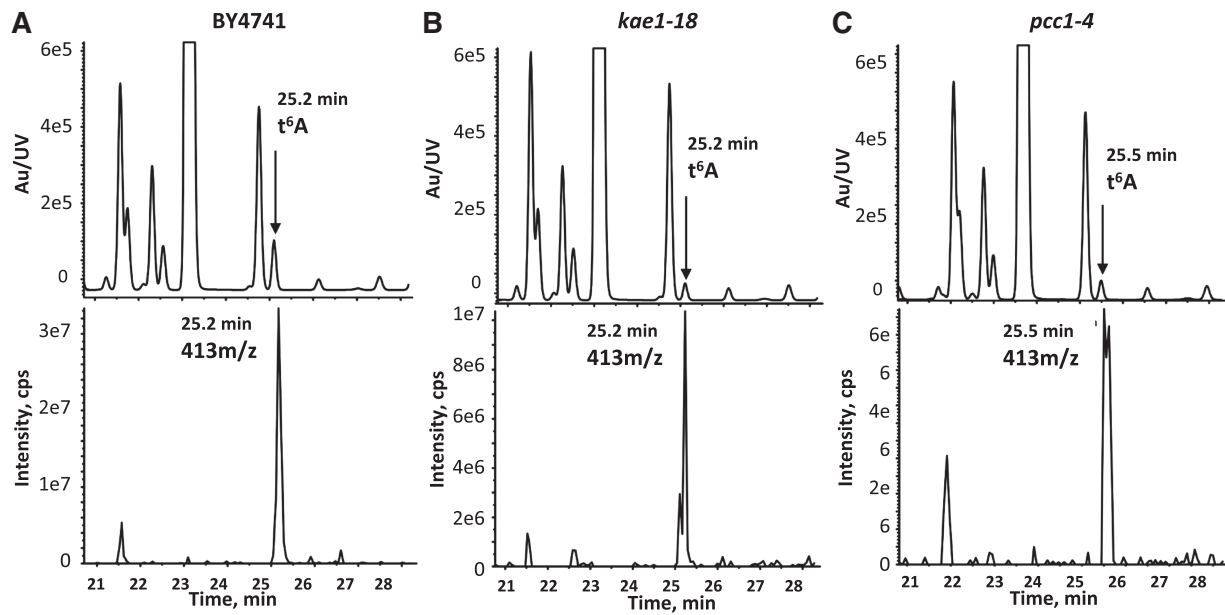 A
BY4741
6e5
4e5
2e5
0
Au/UV
25.2 min
t⁶A
3e7
2e7
1e7
0
Intensity, cps
25.2 min
413m/z
21 22 23 24 25 26 27 28
Time, min
B
kae1-18
6e5
4e5
2e5
0
Au/UV
25.2 min
t⁶A
1e7
8e6
6e6
4e6
2e6
0
Intensity, cps
25.2 min
413m/z
21 22 23 24 25 26 27 28
Time, min
C
pcc1-4
6e5
4e5
2e5
0
Au/UV
25.5 min
t⁶A
6e
6
4e
6
2e
6
0
Intensity, cps
25.5 min
413m/z
21 22 23 24 25 26 27 28
Time, min